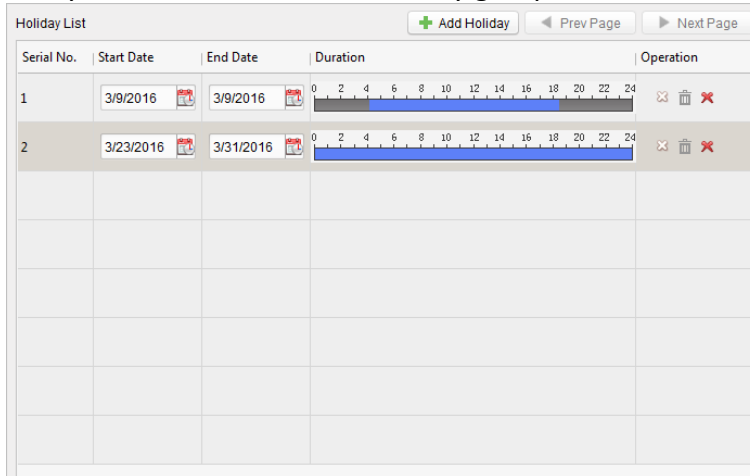 Holiday List
Add Holiday Prev Page Next Page
Serial No. Start Date End Date Duration Operation
0 2 4 6 8 10 12 14 16 18 20 22 24
1 3/9/2016 3/9/2016
0 2 4 6 8 10 12 14 16 18 20 22 24
2 3/23/2016 3/31/2016